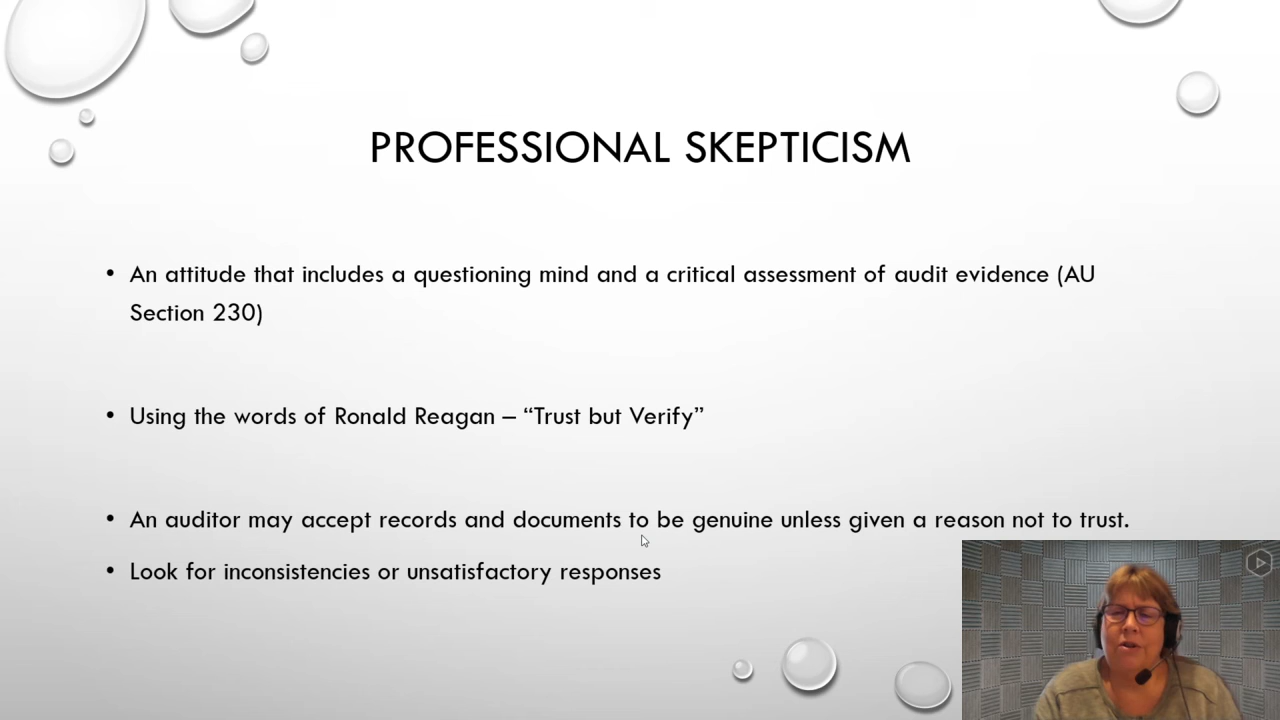 PROFESSIONAL SKEPTICISM
• An attitude that includes a questioning mind and a critical assessment of audit evidence (AU
Section 230)
• Using the words of Ronald Reagan – “Trust but Verify”
• An auditor may accept records and documents to be genuine unless given a reason not to trust.
• Look for inconsistencies or unsatisfactory responses